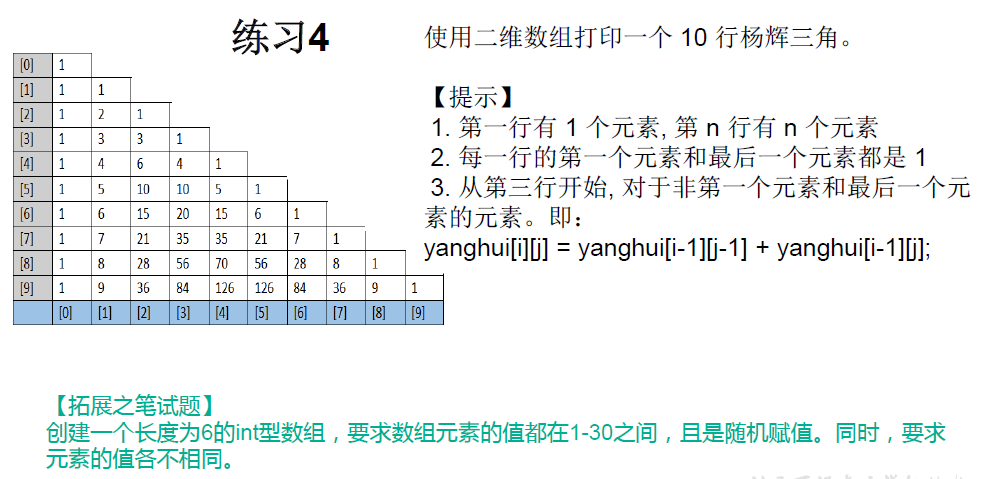 练习4
[0] 1
[1] 1 1
[2] 1 2 1
[3] 1 3 3 1
[4] 1 4 6 4 1
[5] 1 5 10 10 5 1
[6] 1 6 15 20 15 6 1
[7] 1 7 21 35 35 21 7 1
[8] 1 8 28 56 70 56 28 8 1
[9] 1 9 36 84 126 126 84 36 9 1
[0] [1] [2] [3] [4] [5] [6] [7] [8] [9]
使用二维数组打印一个 10 行杨辉三角。
【提示】
1. 第一行有 1 个元素, 第 n 行有 n 个元素
2. 每一行的第一个元素和最后一个元素都是 1
3. 从第三行开始, 对于非第一个元素和最后一个元
素的元素。即：
yanghui[i][j] = yanghui[i-1][j-1] + yanghui[i-1][j];
【拓展之笔试题】
创建一个长度为6的int型数组，要求数组元素的值都在1-30之间，且是随机赋值。同时，要求
元素的值各不相同。